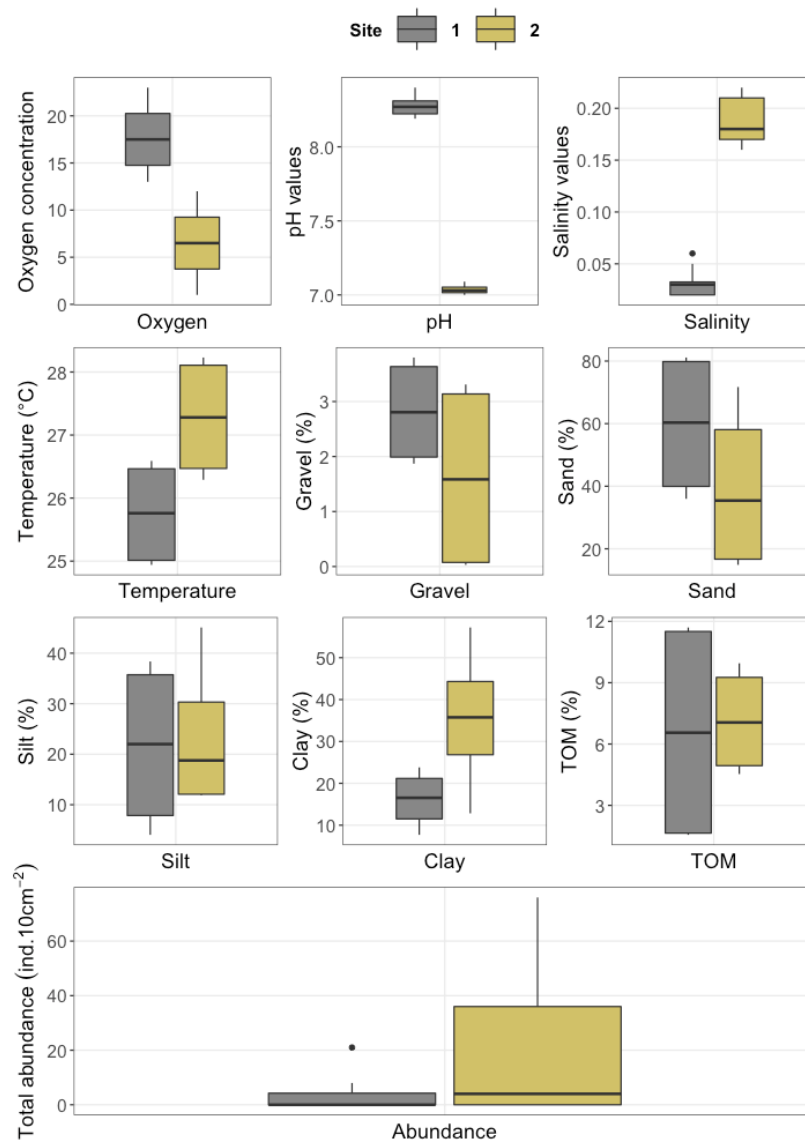 Site 1 2
Oxygen concentration
20
15
10
5
0
Oxygen
pH values
8.0
7.5
7.0
pH
Salinity values
0.20
0.15
0.10
0.05
Salinity
Temperature (°C)
28
27
26
25
Temperature
Gravel (%)
3
2
1
0
Gravel
Sand (%)
80
60
40
20
Sand
Silt (%)
40
30
20
10
Silt
Clay (%)
50
40
30
20
10
Clay
TOM (%)
12
9
6
3
TOM
Total abundance (ind.10cm⁻²)
60
40
20
0
Abundance